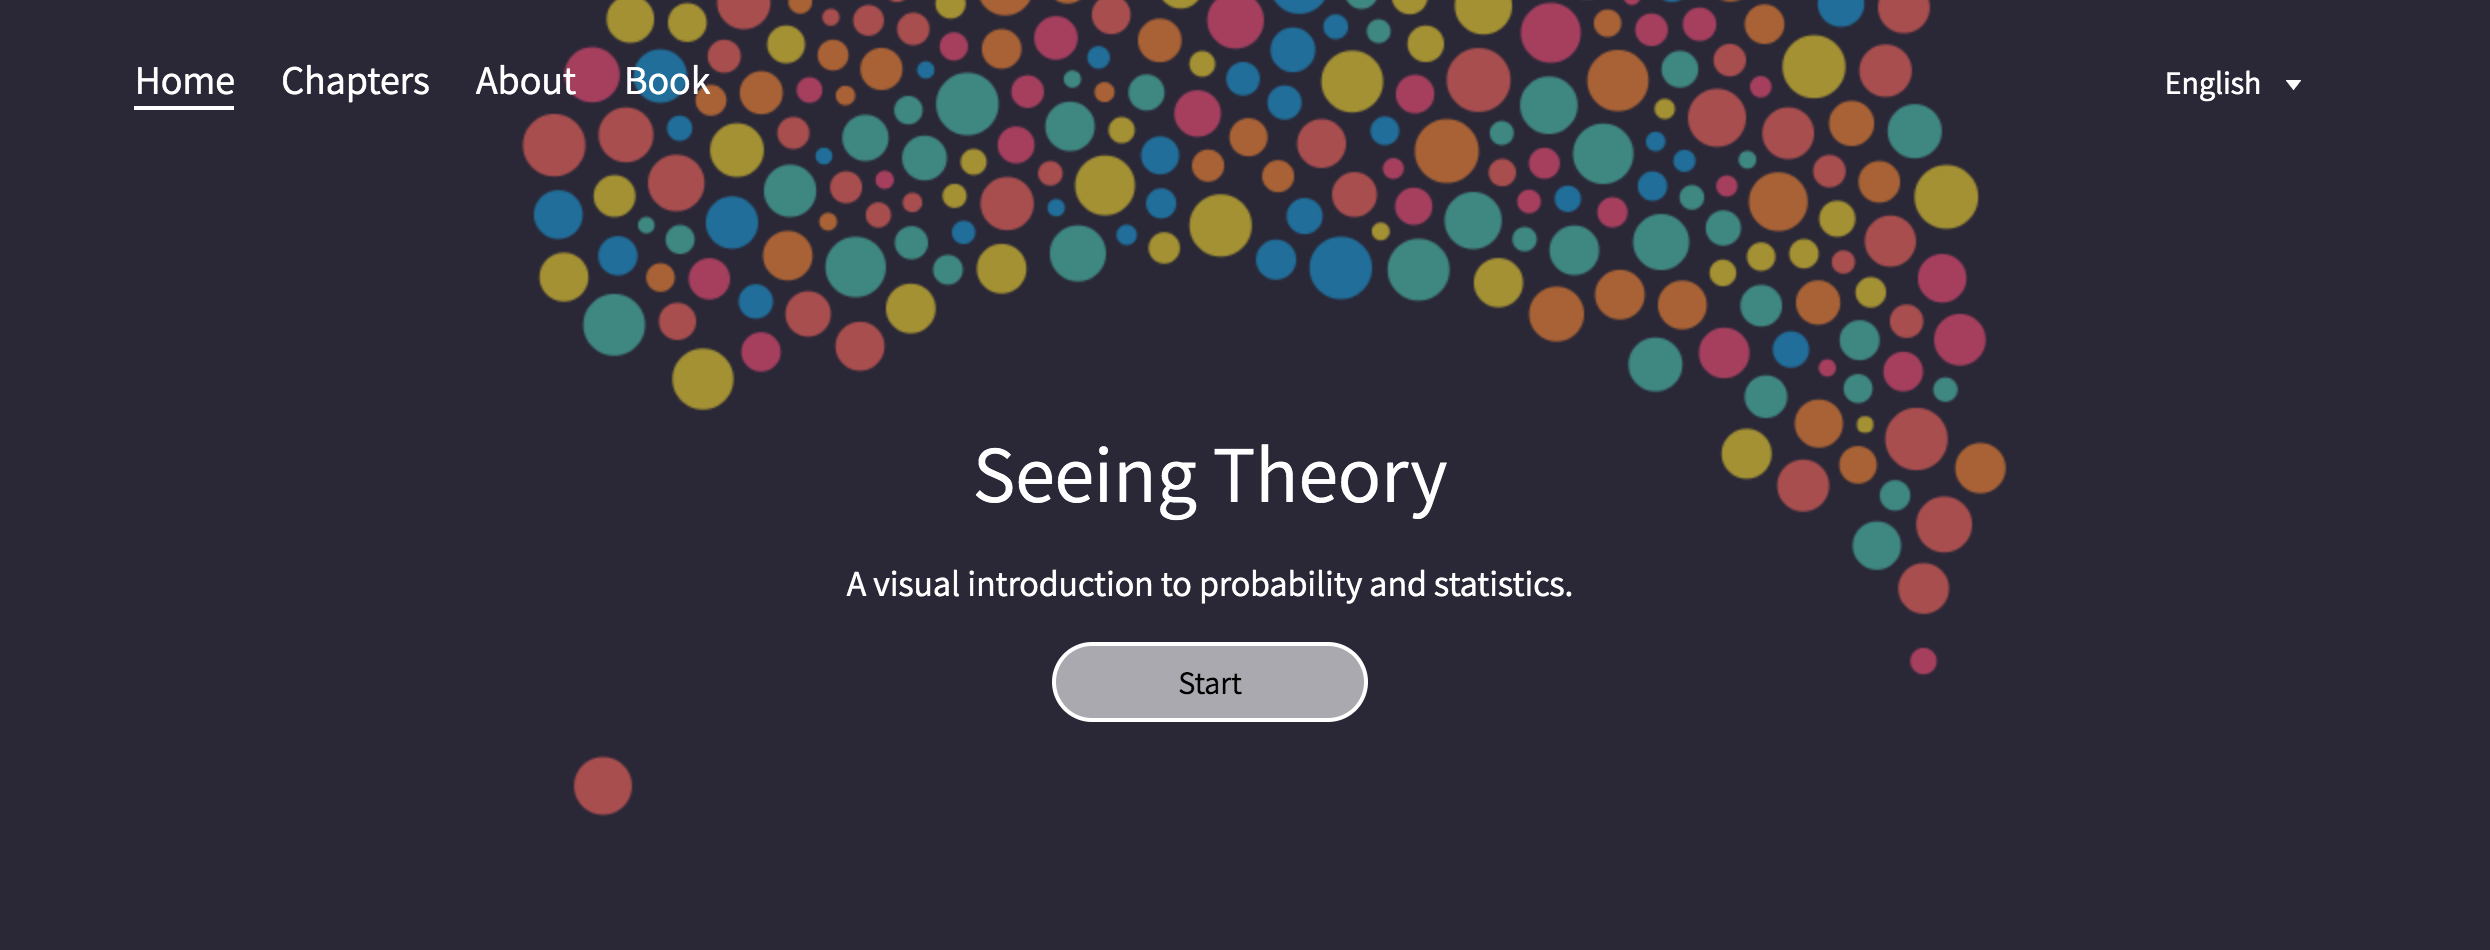 Home Chapters About Book English
Seeing Theory
A visual introduction to probability and statistics.
Start